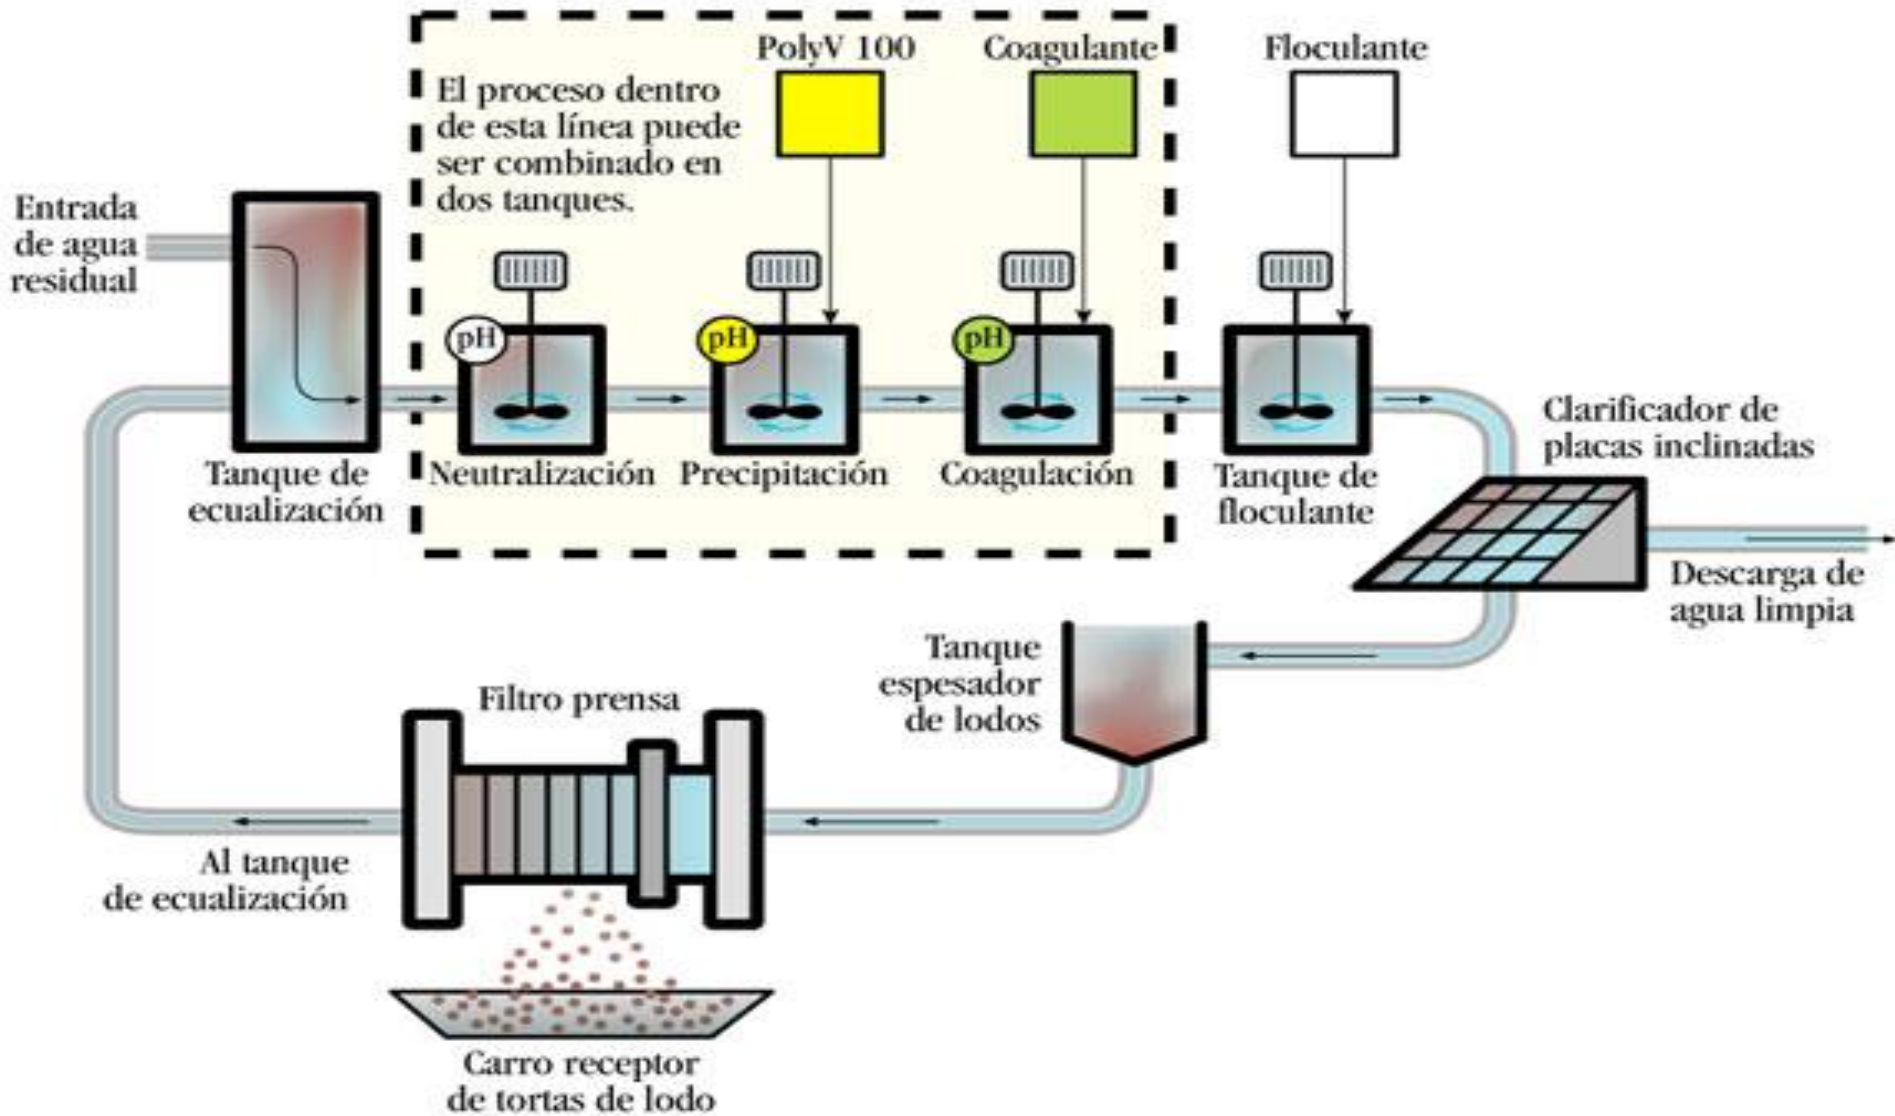 PolyV 100
Coagulante
Floculante
El proceso dentro
de esta línea puede
ser combinado en
dos tanques.
Entrada
de agua
residual
pH
pH
pH
Tanque de
ecualización
Neutralización
Precipitación
Coagulación
Tanque de
floculante
Clarificador de
placas inclinadas
Descarga de
agua limpia
Tanque
espesador
de lodos
Filtro prensa
Al tanque
de ecualización
Carro receptor
de tortas de lodo